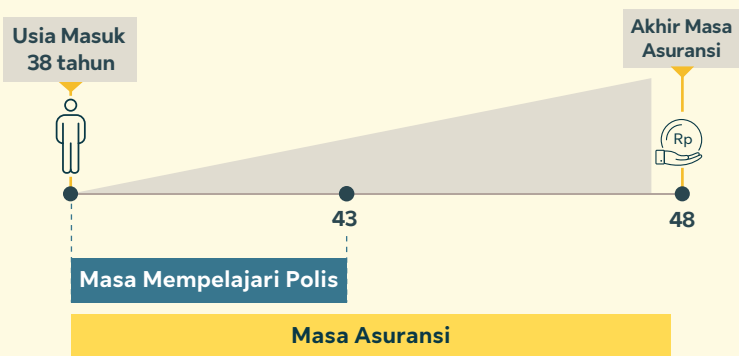 Usia Masuk
38 tahun
Akhir Masa
Asuransi
Rp
43
48
Masa Mempelajari Polis
Masa Asuransi